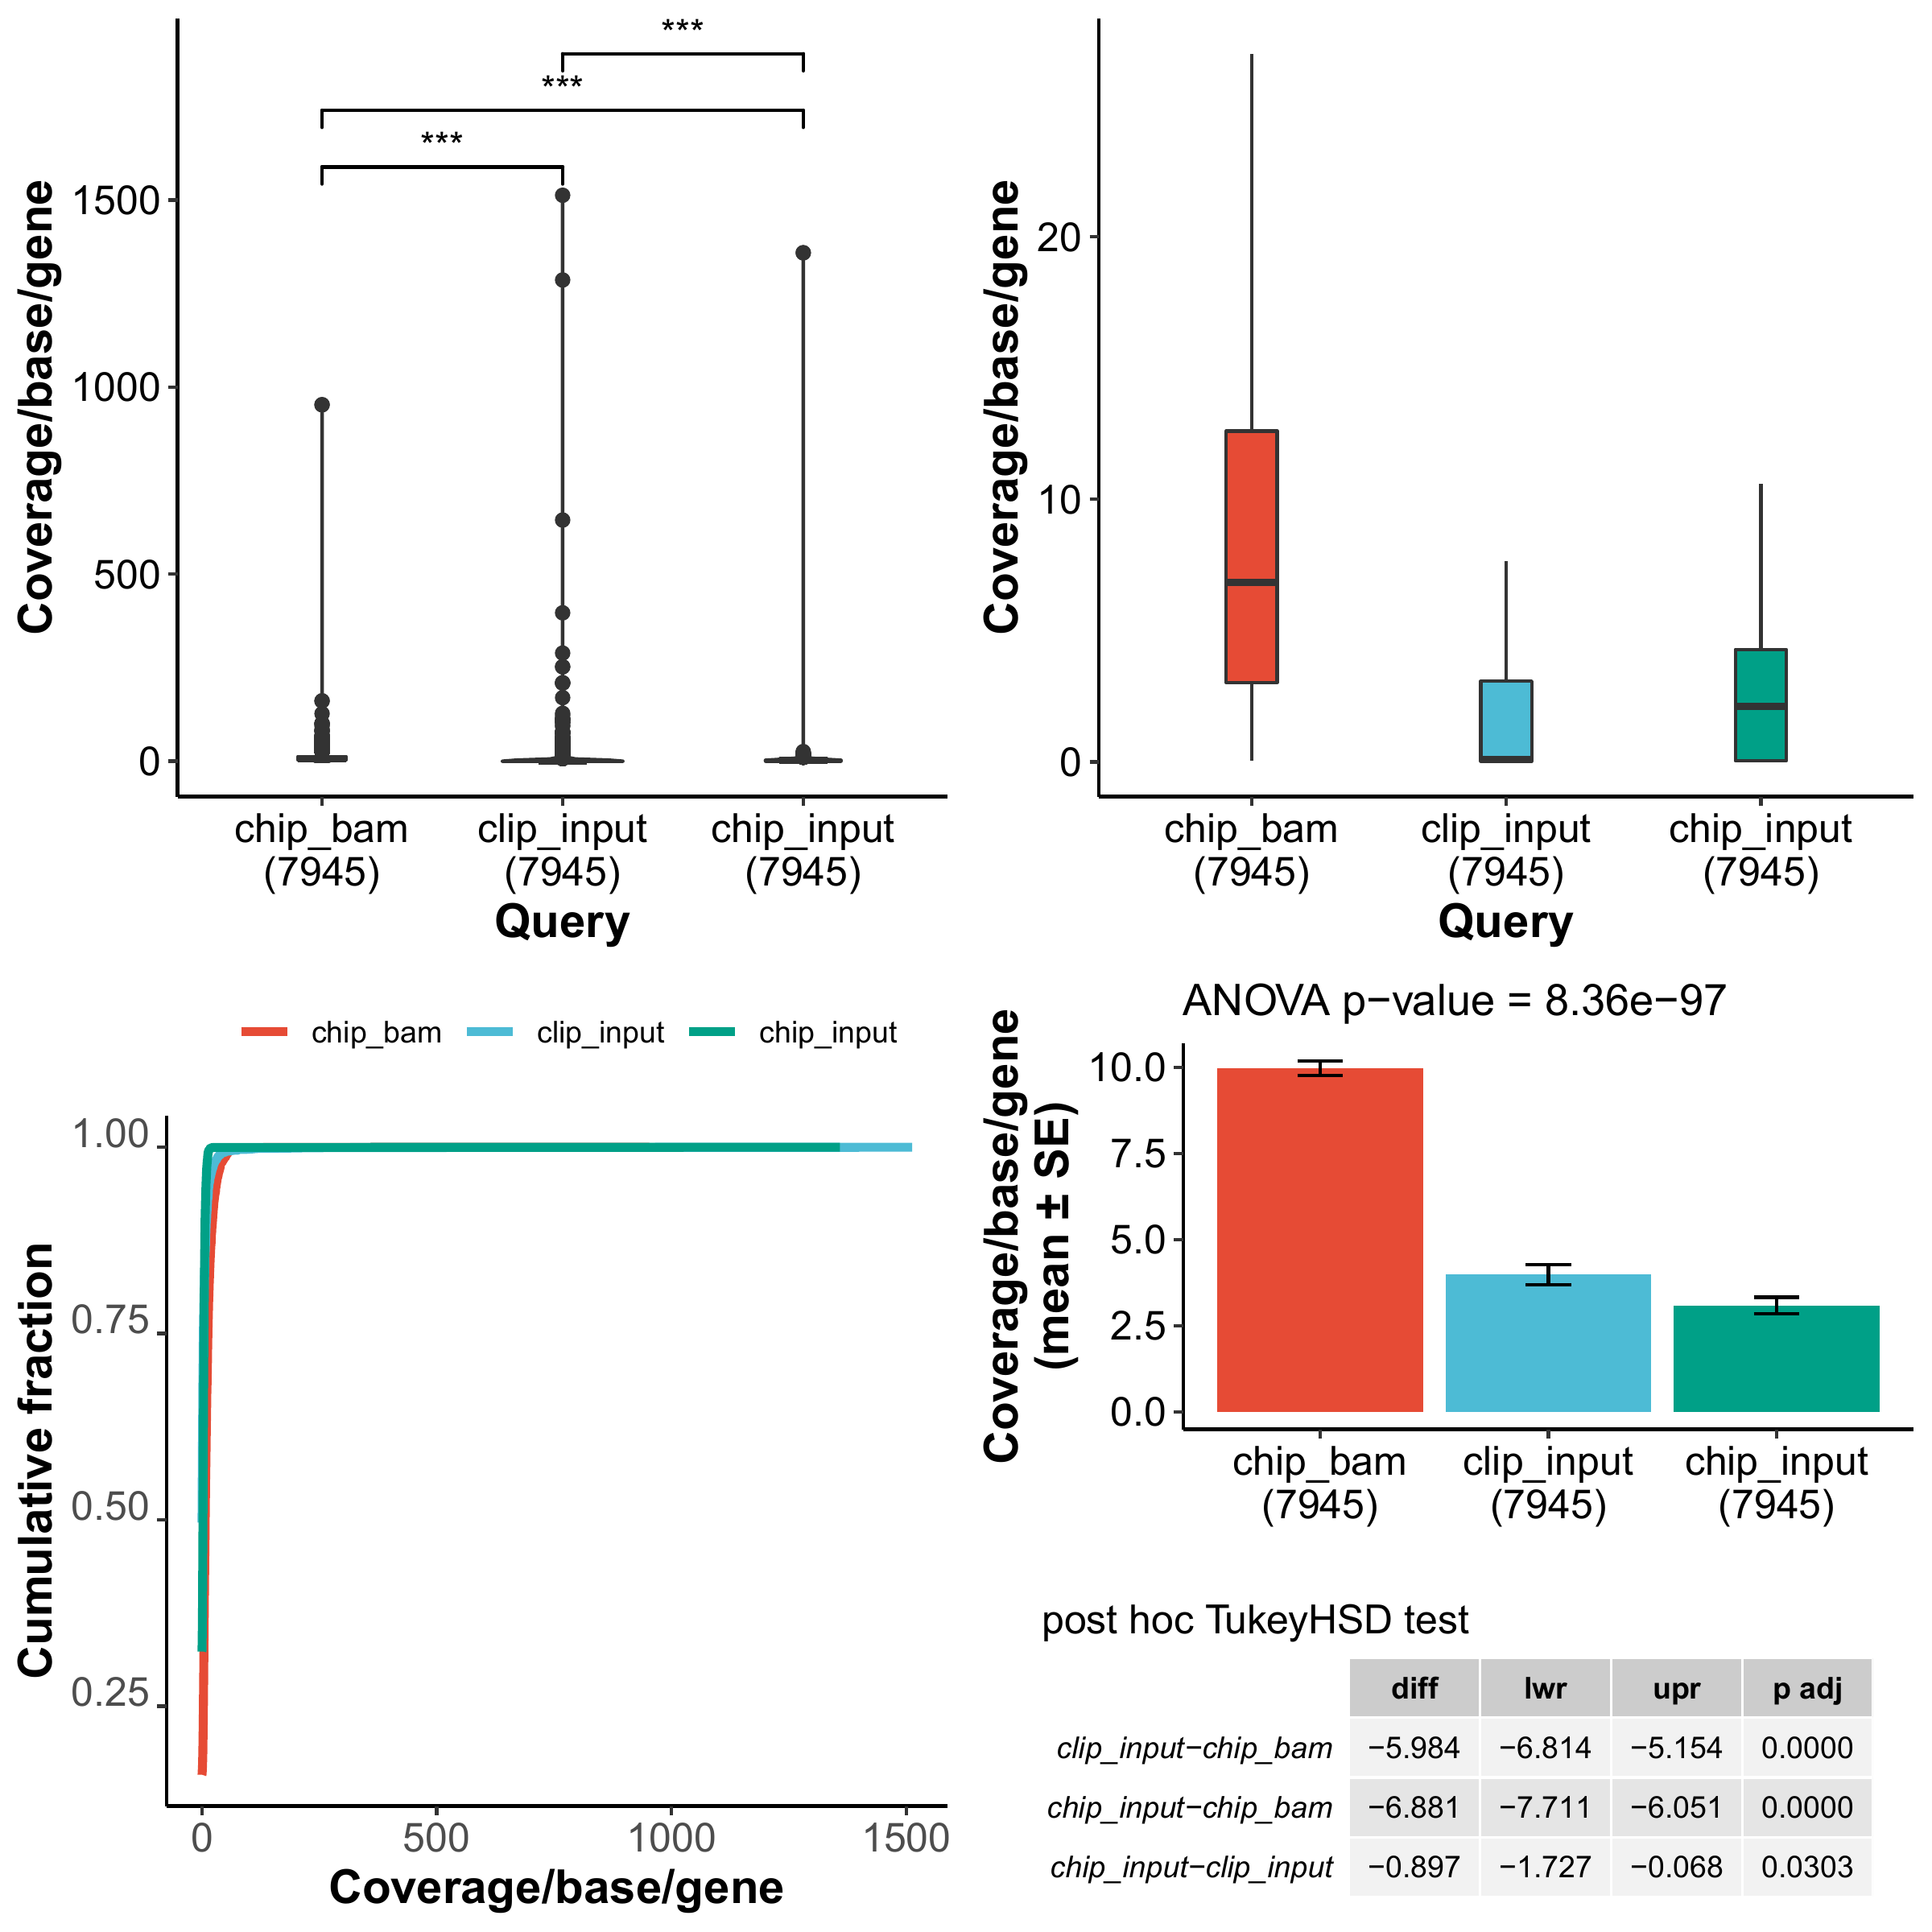 ***
***
***
Coverage/base/gene
1500
1000
500
0
chip_bam
(7945)
clip_input
(7945)
chip_input
(7945)
Query
Coverage/base/gene
20
10
0
chip_bam
(7945)
clip_input
(7945)
chip_input
(7945)
Query
chip_bam clip_input chip_input
Cumulative fraction
1.00
0.75
0.50
0.25
0 500 1000 1500
Coverage/base/gene
ANOVA p−value = 8.36e−97
Coverage/base/gene
(mean ± SE)
10.0
7.5
5.0
2.5
0.0
chip_bam
(7945)
clip_input
(7945)
chip_input
(7945)
post hoc TukeyHSD test
diff lwr upr p adj
clip_input−chip_bam −5.984 −6.814 −5.154 0.0000
chip_input−chip_bam −6.881 −7.711 −6.051 0.0000
chip_input−clip_input −0.897 −1.727 −0.068 0.0303